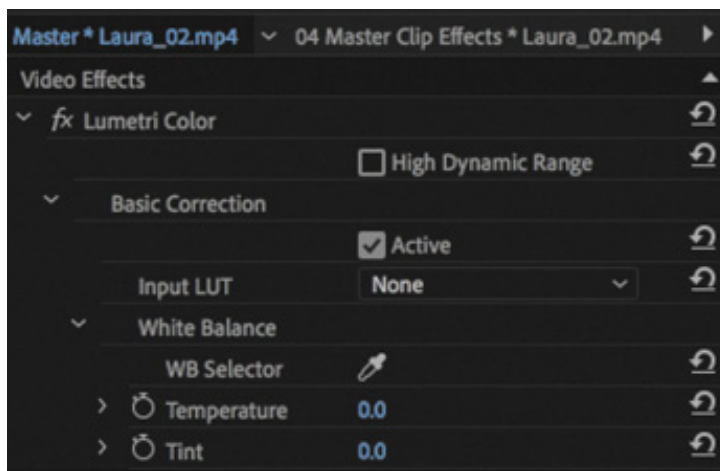 Master * Laura_02.mp4 04 Master Clip Effects * Laura_02.mp4
Video Effects
fx Lumetri Color
High Dynamic Range
Basic Correction
Active
Input LUT None
White Balance
WB Selector
Temperature 0.0
Tint 0.0